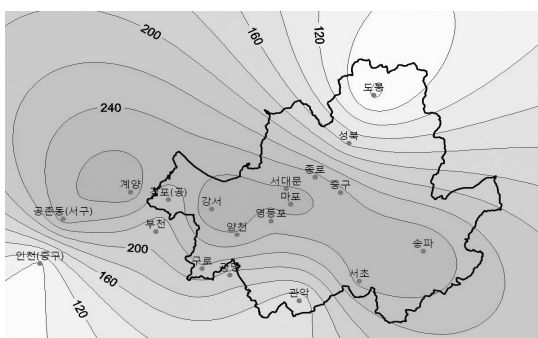 200
160
120
도봉
240
성북
종로
계양
서대문
중구
김포(공)
마포
강서
공촌동(서구)
영등포
부천
양천
송파
200
인천(중구)
구로
광명
서초
160
관악
120